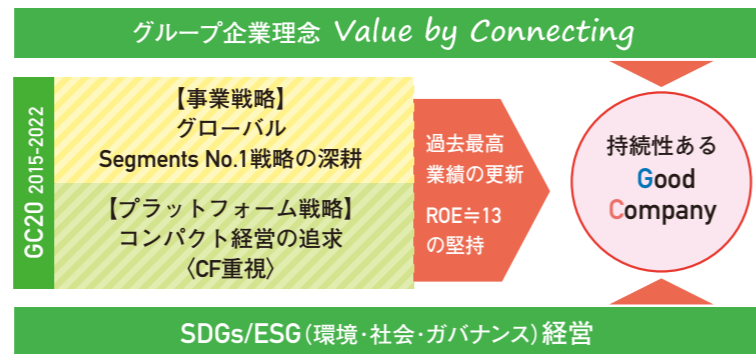 グループ企業理念 Value by Connecting
GC20 2015-2022
【事業戦略】
グローバル
Segments No.1戦略の深耕
【プラットフォーム戦略】
コンパクト経営の追求
〈CF重視〉
過去最高
業績の更新
ROE≒13
の堅持
持続性ある
Good
Company
SDGs/ESG(環境・社会・ガバナンス)経営